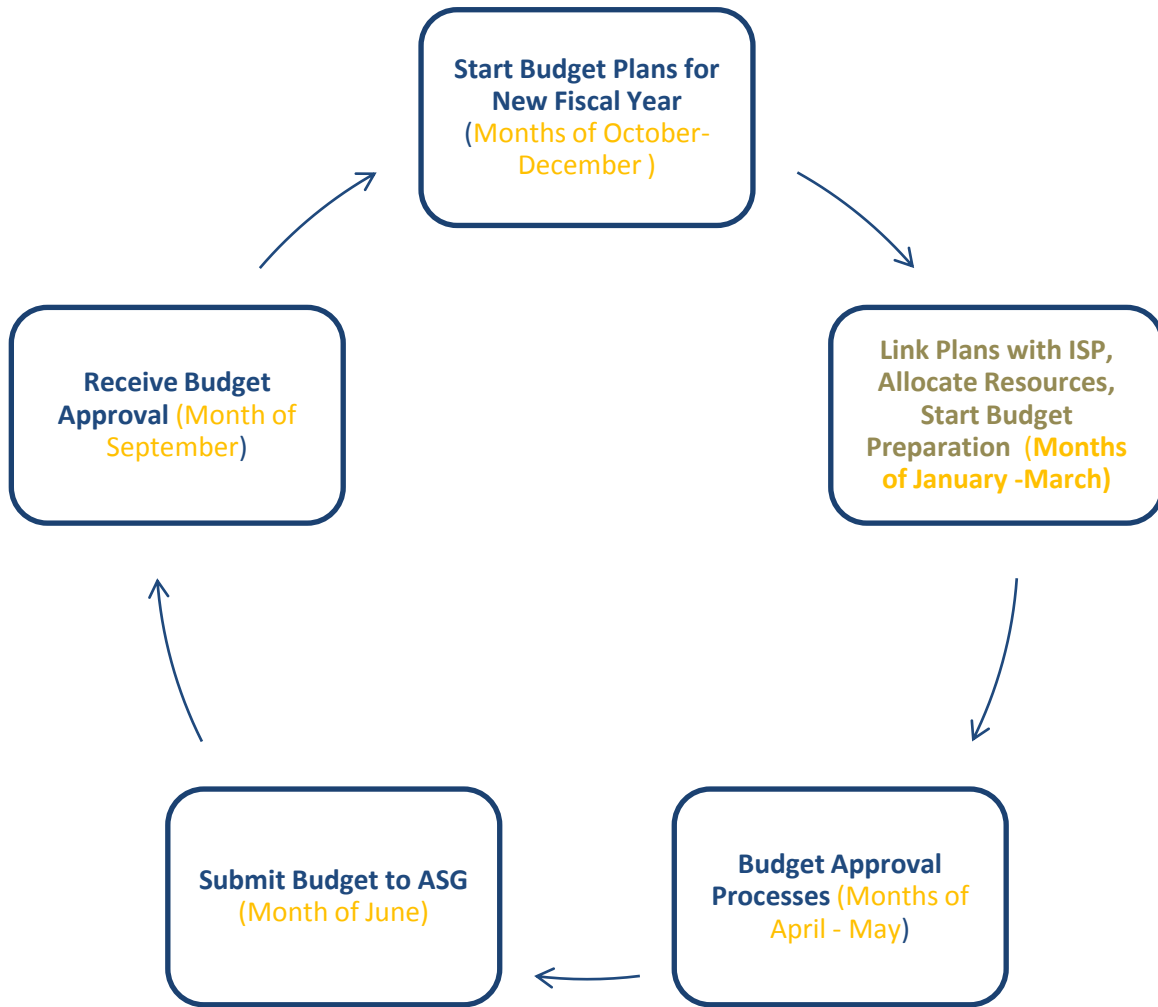 Start Budget Plans for
New Fiscal Year
(Months of October-
December )
Link Plans with ISP,
Allocate Resources,
Start Budget
Preparation (Months
of January -March)
Budget Approval
Processes (Months of
April - May)
Submit Budget to ASG
(Month of June)
Receive Budget
Approval (Month of
September)